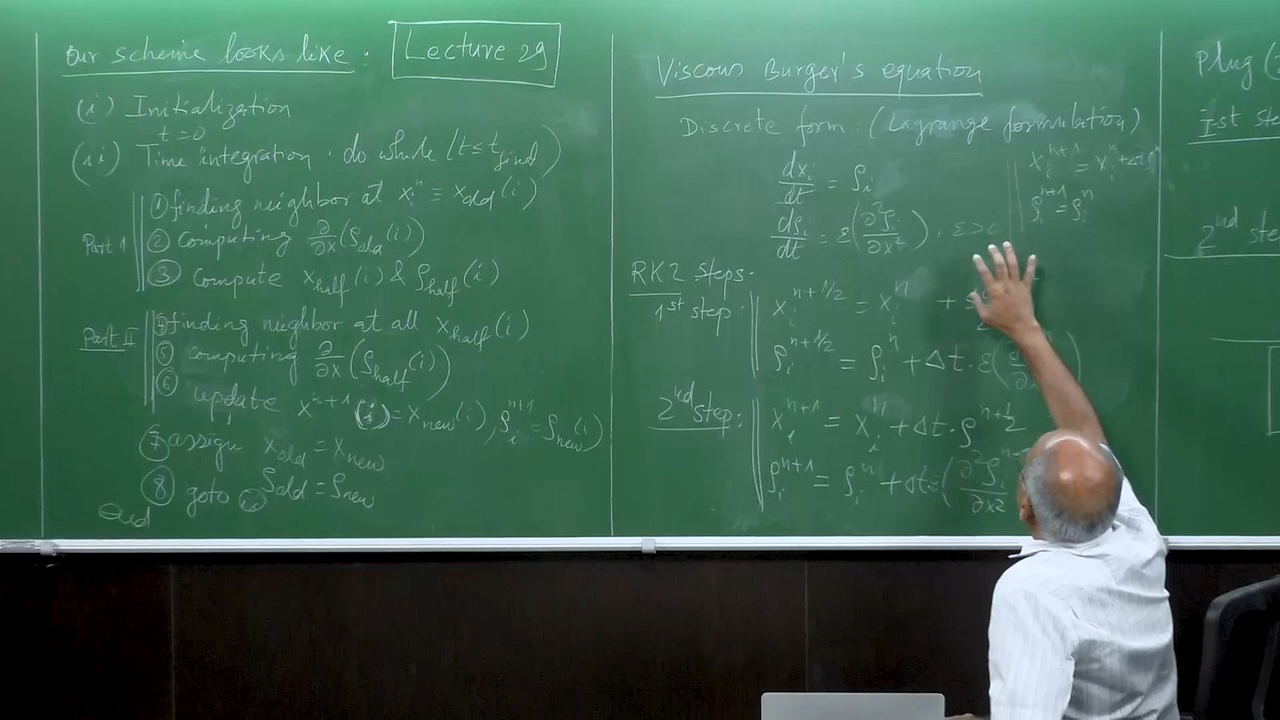 Our scheme looks like :
Lecture 29
(i) Initialization
t=0
(ii) Time integration . do while (t ≤ t_final)
Part I
① finding neighbor at x_i^n = x_old(i)
② Computing ∂/∂x (ρ_old(i))
③ Compute x_half(i) & ρ_half(i)
Part II
④ finding neighbor at all x_half(i)
⑤ computing ∂/∂x (ρ_half(i))
⑥ update x^{n+1}(i) = x_new(i), ρ_i^{n+1} = ρ_new(i)
⑦ assign x_old = x_new
ρ_old = ρ_new
⑧ goto (ii)
End
Viscous Burger's equation
Discrete form : (Lagrange formulation)
dx_i/dt = ρ_i
dρ_i/dt = ε(∂²ρ_i/∂x²), ε>0
x_i^{n+1} = x_i^n + Δt
ρ_i^{n+1} = ρ_i^n
RK2 steps.
1st step:
x_i^{n+1/2} = x_i^n +
ρ_i^{n+1/2} = ρ_i^n + Δt. ε(
2nd step:
x_i^{n+1} = x_i^n + Δt. ρ^{n+1/2}
ρ_i^{n+1} = ρ_i^n + Δt ε(∂²ρ_i/∂x²
Plug (
I-st ste
2nd ste